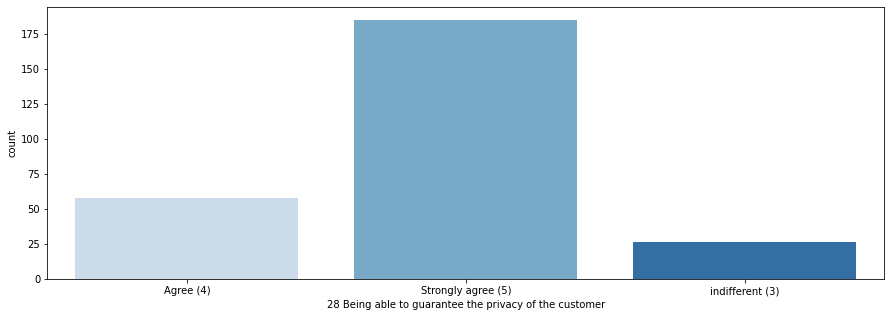 175
150
125
100
75
50
25
0
count
Agree (4)
Strongly agree (5)
indifferent (3)
28 Being able to guarantee the privacy of the customer